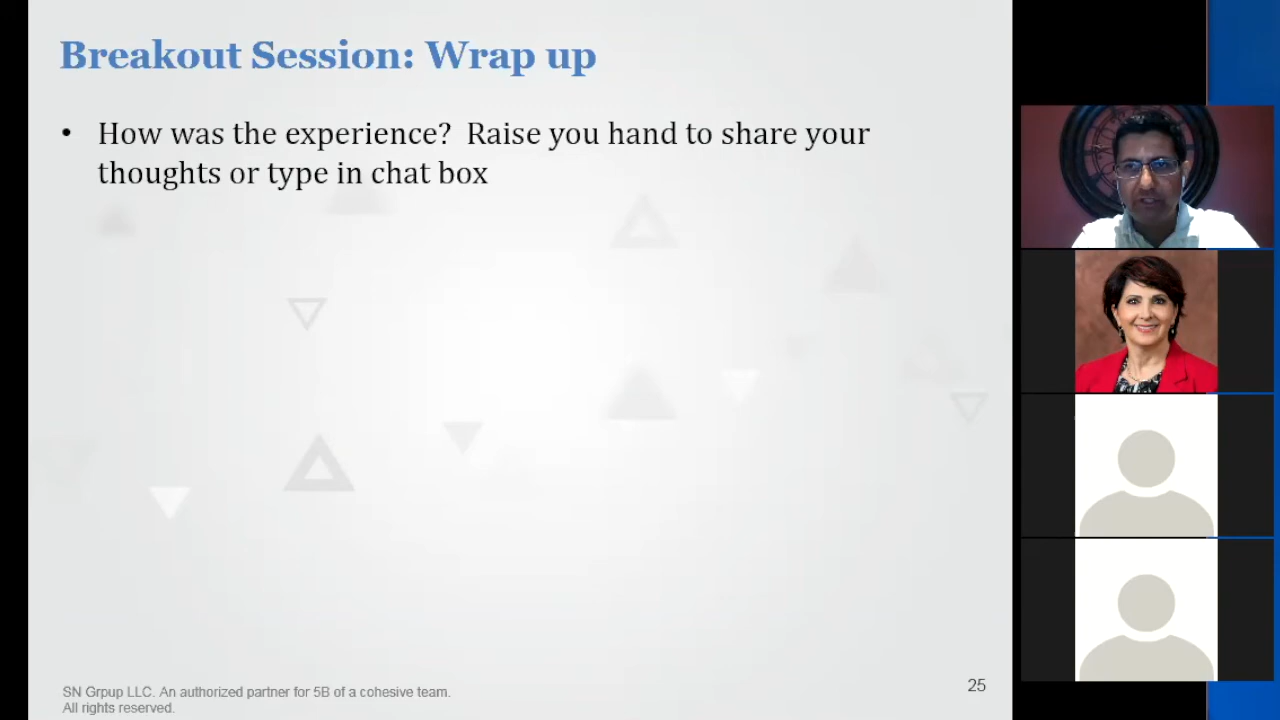 Breakout Session: Wrap up
• How was the experience?  Raise you hand to share your
thoughts or type in chat box
SN Grpup LLC. An authorized partner for 5B of a cohesive team.
All rights reserved.
25